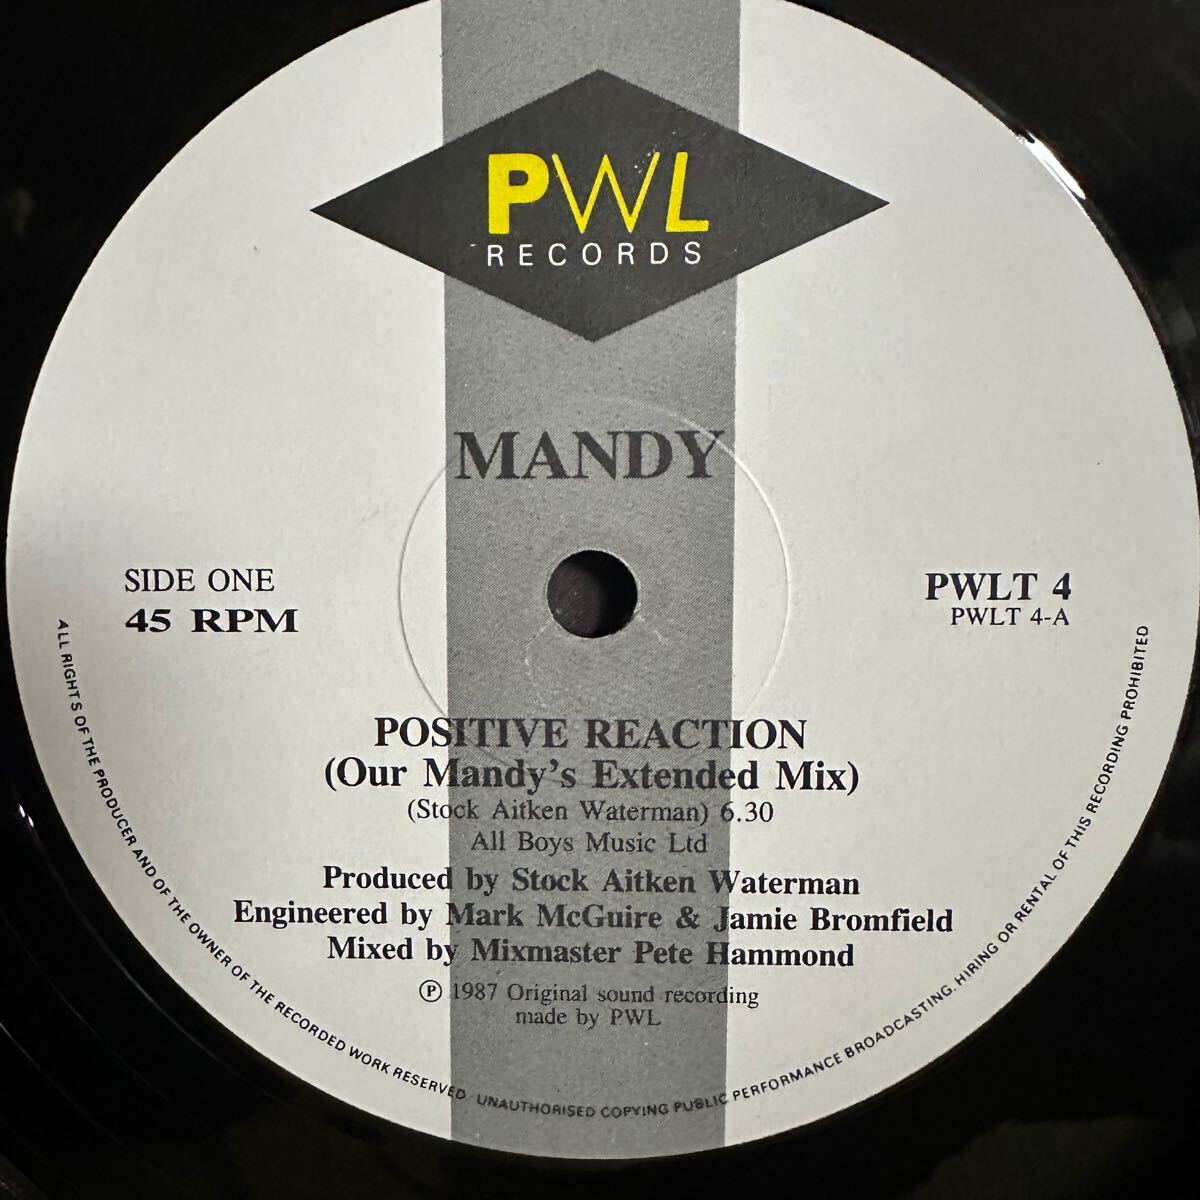 PWL
RECORDS
MANDY
SIDE ONE
45 RPM
PWLT 4
PWLT 4-A
POSITIVE REACTION
(Our Mandy's Extended Mix)
(Stock Aitken Waterman) 6.30
All Boys Music Ltd
Produced by Stock Aitken Waterman
Engineered by Mark McGuire & Jamie Bromfield
Mixed by Mixmaster Pete Hammond
℗ 1987 Original sound recording
made by PWL
ALL RIGHTS OF THE PRODUCER AND OF THE OWNER OF THE RECORDED WORK RESERVED UNAUTHORISED COPYING PUBLIC PERFORMANCE BROADCASTING. HIRING OR RENTAL OF THIS RECORDING PROHIBITED